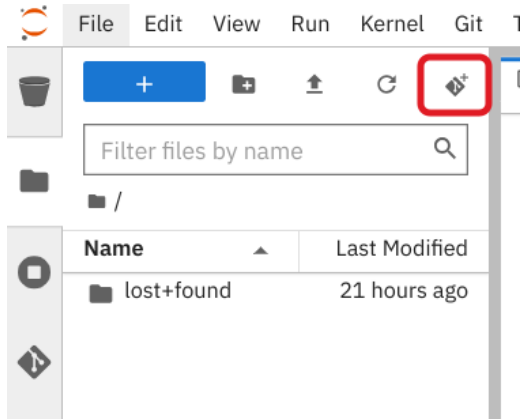 File Edit View Run Kernel Git
Filter files by name
/
Name Last Modified
lost+found 21 hours ago